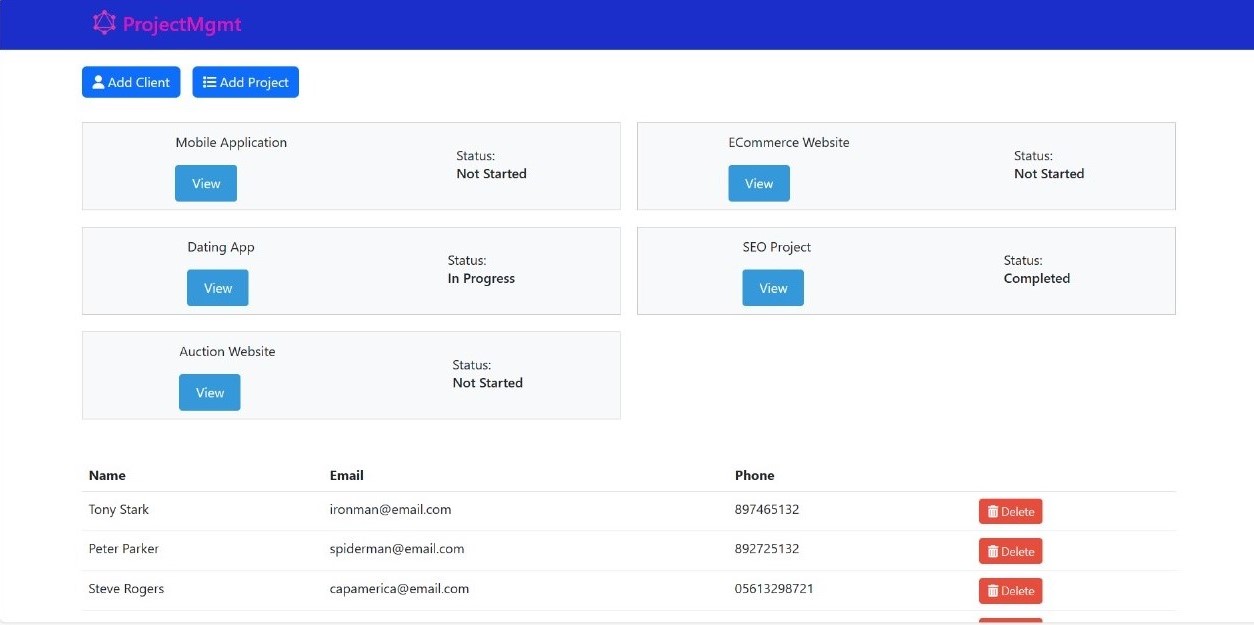 ProjectMgmt
Add Client
Add Project
Mobile Application
View
Status:
Not Started
ECommerce Website
View
Status:
Not Started
Dating App
View
Status:
In Progress
SEO Project
View
Status:
Completed
Auction Website
View
Status:
Not Started
Name Email Phone
Tony Stark ironman@email.com 897465132 Delete
Peter Parker spiderman@email.com 892725132 Delete
Steve Rogers capamerica@email.com 05613298721 Delete